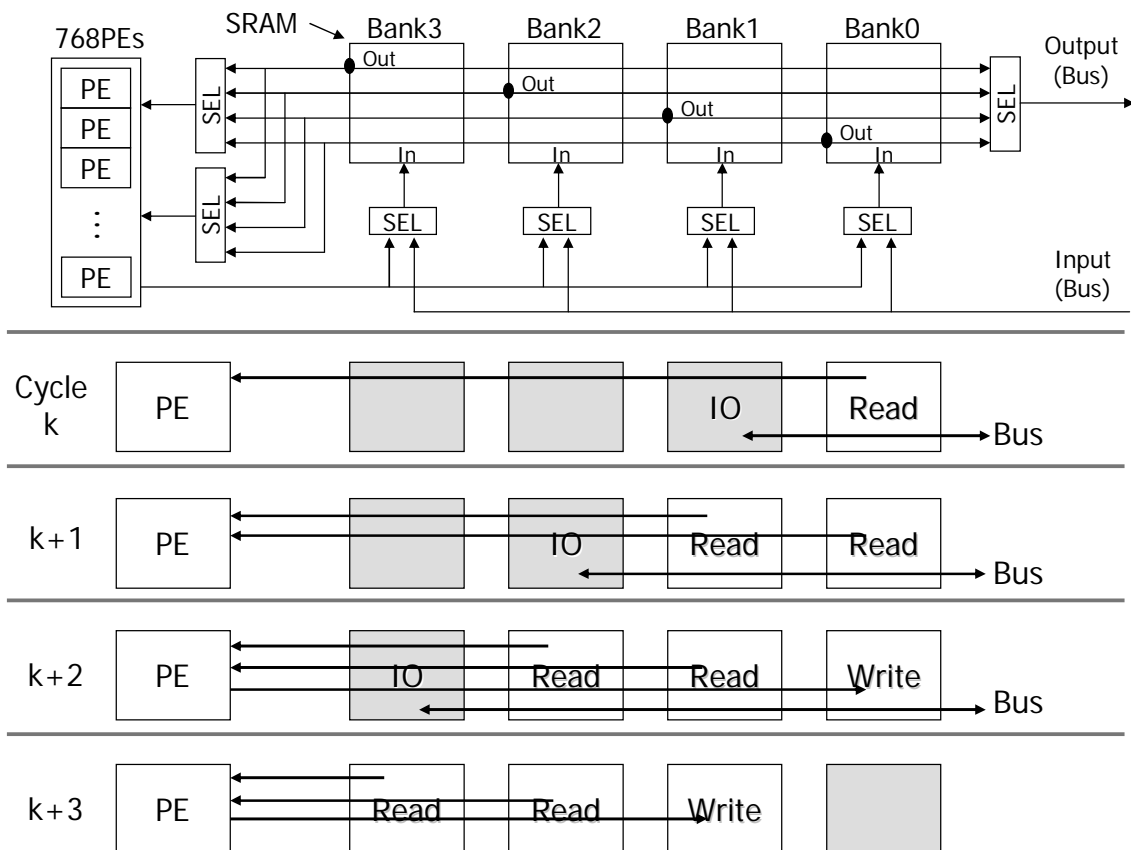 SRAM Bank3 Bank2 Bank1 Bank0
768PEs
Output
(Bus)
Out
Out
Out
Out
PE
PE
PE
⋮
PE
SEL
SEL
SEL
In In In In
SEL SEL SEL SEL
Input
(Bus)
Cycle
k
PE IO Read
Bus
k+1 PE IO Read Read
Bus
k+2 PE IO Read Read Write
Bus
k+3 PE Read Read Write